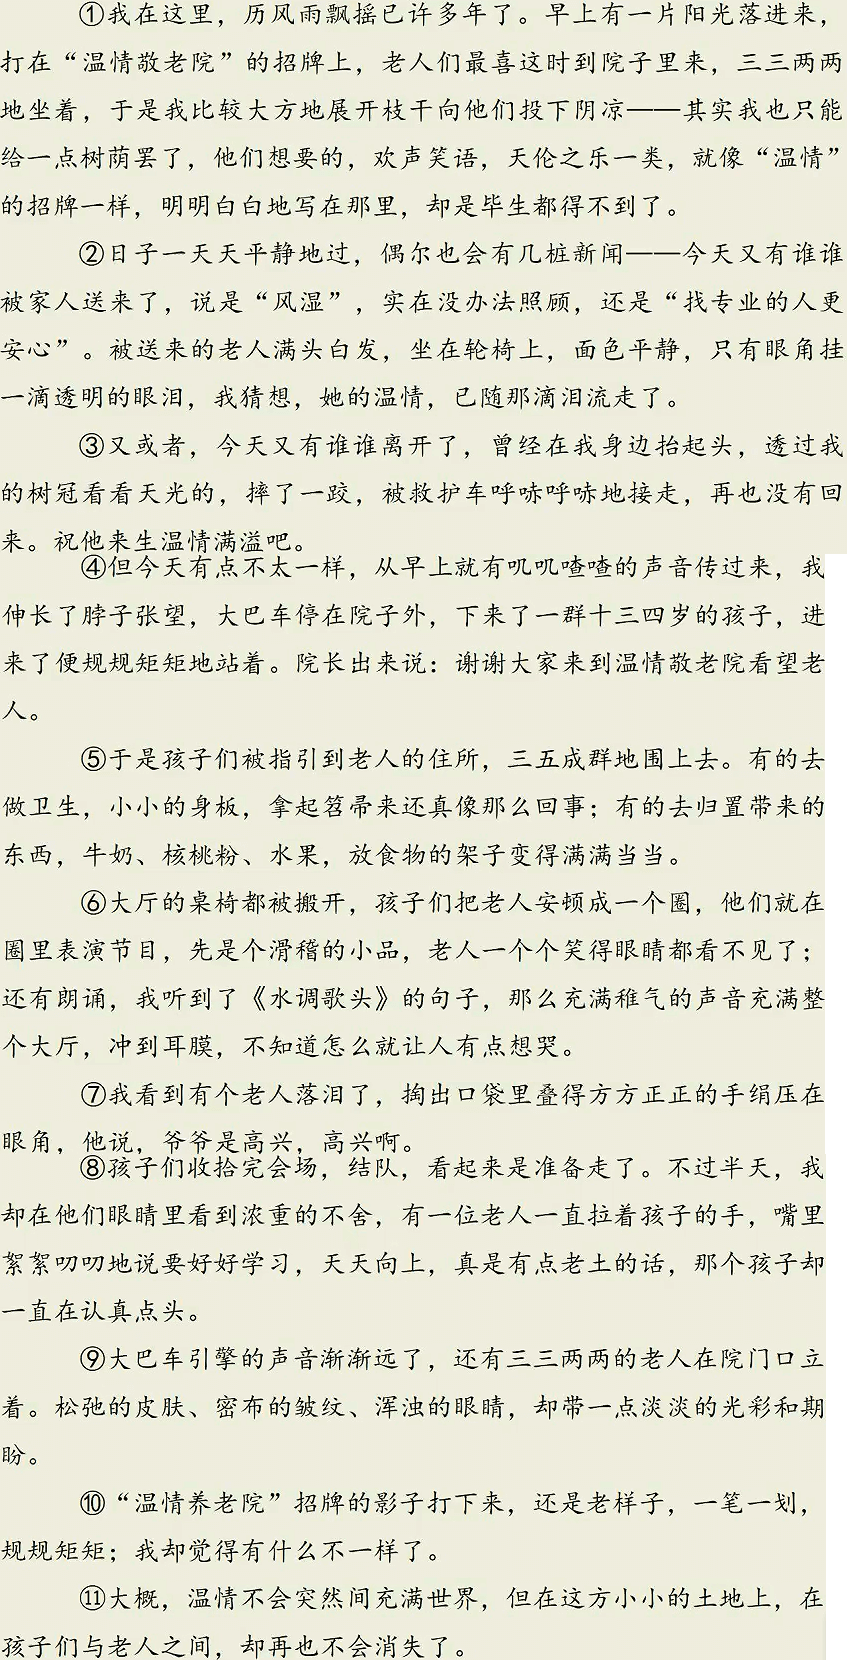 ①我在这里，历风雨飘摇已许多年了。早上有一片阳光落进来，
打在“温情敬老院”的招牌上，老人们最喜这时到院子里来，三三两两
地坐着，于是我比较大方地展开枝干向他们投下阴凉——其实我也只能
给一点树荫罢了，他们想要的，欢声笑语，天伦之乐一类，就像“温情”
的招牌一样，明明白白地写在那里，却是毕生都得不到了。
②日子一天天平静地过，偶尔也会有几桩新闻——今天又有谁谁
被家人送来了，说是“风湿”，实在没办法照顾，还是“找专业的人更
安心”。被送来的老人满头白发，坐在轮椅上，面色平静，只有眼角挂
一滴透明的眼泪，我猜想，她的温情，已随那滴泪流走了。
③又或者，今天又有谁谁离开了，曾经在我身边抬起头，透过我
的树冠看看天光的，摔了一跤，被救护车呼哧呼哧地接走，再也没有回
来。祝他来生温情满溢吧。
④但今天有点不太一样，从早上就有叽叽喳喳的声音传过来，我
伸长了脖子张望，大巴车停在院子外，下来了一群十三四岁的孩子，进
来了便规规矩矩地站着。院长出来说：谢谢大家来到温情敬老院看望老
人。
⑤于是孩子们被指引到老人的住所，三五成群地围上去。有的去
做卫生，小小的身板，拿起笤帚来还真像那么回事；有的去归置带来的
东西，牛奶、核桃粉、水果，放食物的架子变得满满当当。
⑥大厅的桌椅都被搬开，孩子们把老人安顿成一个圈，他们就在
圈里表演节目，先是个滑稽的小品，老人一个个笑得眼睛都看不见了；
还有朗诵，我听到了《水调歌头》的句子，那么充满稚气的声音充满整
个大厅，冲到耳膜，不知道怎么就让人有点想哭。
⑦我看到有个老人落泪了，掏出口袋里叠得方方正正的手绢压在
眼角，他说，爷爷是高兴，高兴啊。
⑧孩子们收拾完会场，结队，看起来是准备走了。不过半天，我
却在他们眼睛里看到浓重的不舍，有一位老人一直拉着孩子的手，嘴里
絮絮叨叨地说要好好学习，天天向上，真是有点老土的话，那个孩子却
一直在认真点头。
⑨大巴车引擎的声音渐渐远了，还有三三两两的老人在院门口立
着。松弛的皮肤、密布的皱纹、浑浊的眼睛，却带一点淡淡的光彩和期
盼。
⑩“温情养老院”招牌的影子打下来，还是老样子，一笔一划，
规规矩矩；我却觉得有什么不一样了。
⑪大概，温情不会突然间充满世界，但在这方小小的土地上，在
孩子们与老人之间，却再也不会消失了。